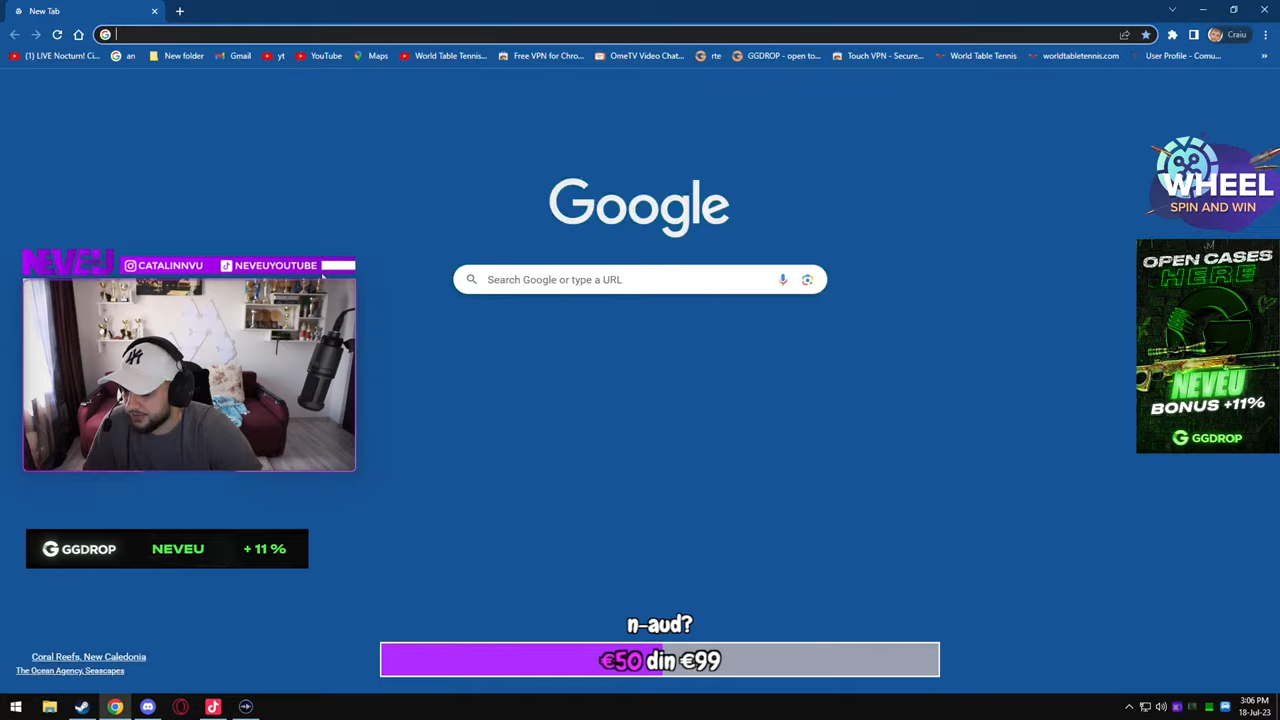 New Tab
Craiu
(1) LIVE Nocturn! Ci...
an
New folder
Gmail
yt
YouTube
Maps
World Table Tennis...
Free VPN for Chro...
OmeTV Video Chat...
rte
GGDROP - open to...
Touch VPN - Secure...
World Table Tennis
worldtabletennis.com
User Profile - Comu...
»
WHEEL
SPIN AND WIN
Google
Search Google or type a URL
NEVEU
CATALINNVU
NEVEUYOUTUBE
OPEN CASES
HERE
NEVEU
BONUS +11%
GGDROP
GGDROP
NEVEU
+ 11 %
n-aud?
€50 din €99
Coral Reefs, New Caledonia
The Ocean Agency, Seascapes
3:06 PM
18-Jul-23